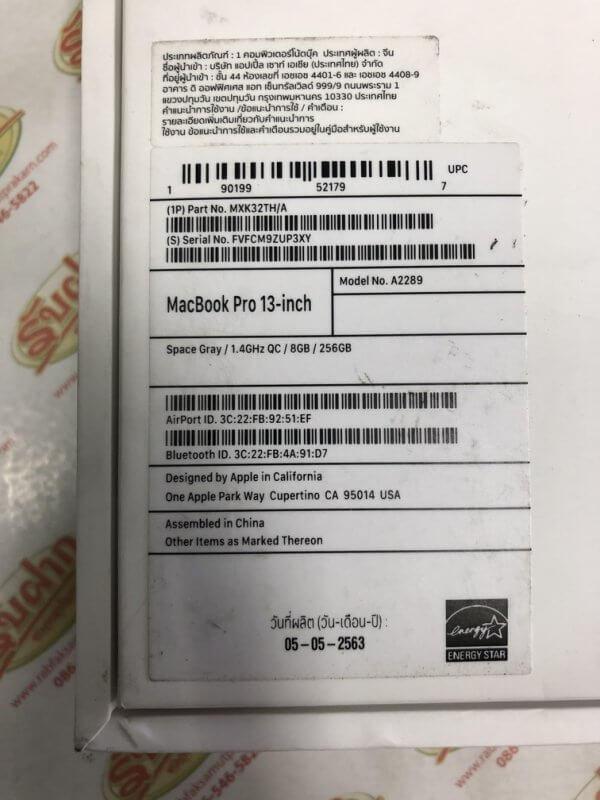 ประเภทผลิตภัณฑ์ : 1 คอมพิวเตอร์โน้ตบุ๊ค ประเทศผู้ผลิต : จีน
ชื่อผู้นำเข้า : บริษัท แอปเปิ้ล เซาท์ เอเชีย (ประเทศไทย) จำกัด
ที่อยู่ผู้นำเข้า : ชั้น 44 ห้องเลขที่ เอชเอช 4401-6 และ เอชเอช 4408-9
อาคาร ดิ ออฟฟิศเศส แอท เซ็นทรัลเวิลด์ 999/9 ถนนพระราม 1
แขวงปทุมวัน เขตปทุมวัน กรุงเทพมหานคร 10330 ประเทศไทย
คำแนะนำการใช้งาน /ข้อแนะนำการใช้ / คำเตือน :
รายละเอียดเพิ่มเติมเกี่ยวกับคำแนะนำการ
ใช้งาน ข้อแนะนำการใช้และคำเตือนรวมอยู่ในคู่มือสำหรับผู้ใช้งาน
UPC
1 90199 52179 7
(1P) Part No. MXK32TH/A
(S) Serial No. FVFCM9ZUP3XY
MacBook Pro 13-inch
Model No. A2289
Space Gray / 1.4GHz QC / 8GB / 256GB
AirPort ID. 3C:22:FB:92:51:EF
Bluetooth ID. 3C:22:FB:4A:91:D7
Designed by Apple in California
One Apple Park Way Cupertino CA 95014 USA
Assembled in China
Other Items as Marked Thereon
วันที่ผลิต (วัน-เดือน-ปี) :
05-05-2563
energy
ENERGY STAR